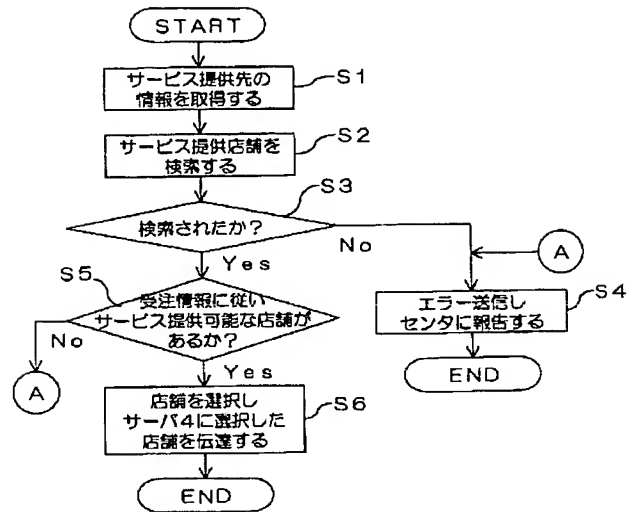 START
サービス提供先の
情報を取得する
S1
サービス提供店舗を
検索する
S2
検索されたか？
S3
No
Yes
A
エラー送信し
センタに報告する
S4
END
受注情報に従い
サービス提供可能な店舗が
あるか？
S5
No
Yes
A
店舗を選択し
サーバ4に選択した
店舗を伝達する
S6
END